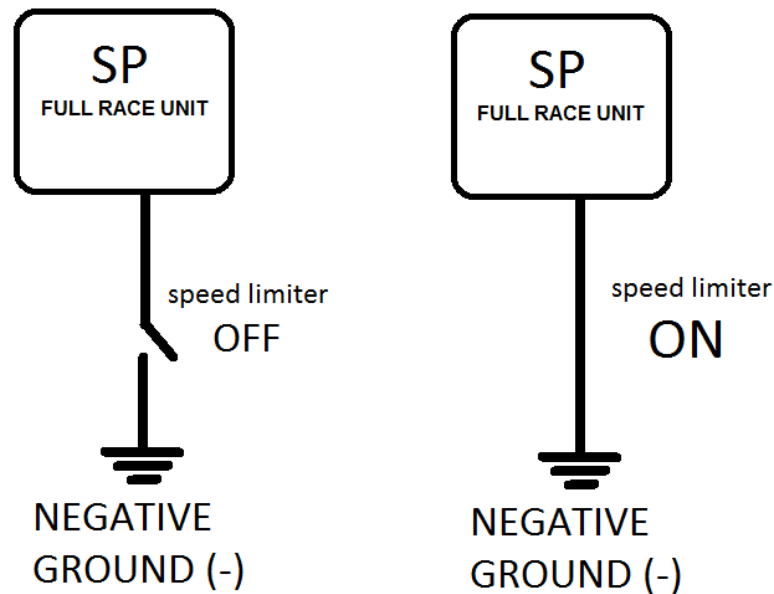 SP
FULL RACE UNIT
speed limiter
OFF
NEGATIVE
GROUND (-)
SP
FULL RACE UNIT
speed limiter
ON
NEGATIVE
GROUND (-)